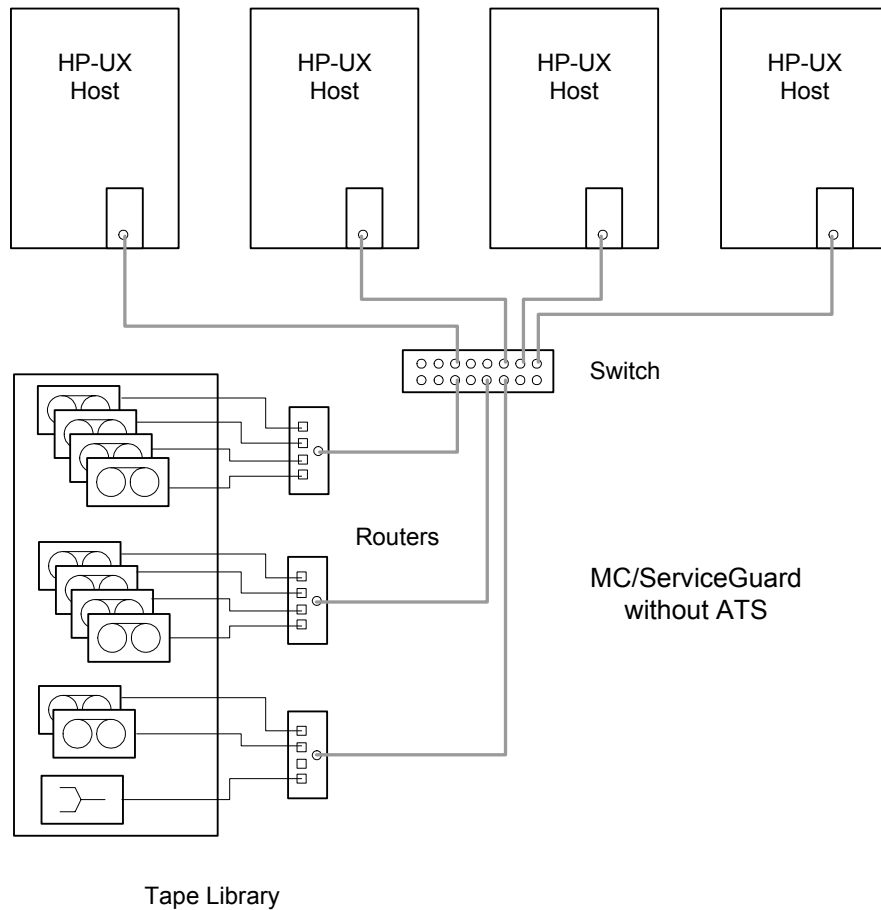 HP-UX
Host
HP-UX
Host
HP-UX
Host
HP-UX
Host
Switch
Routers
MC/ServiceGuard
without ATS
Tape Library